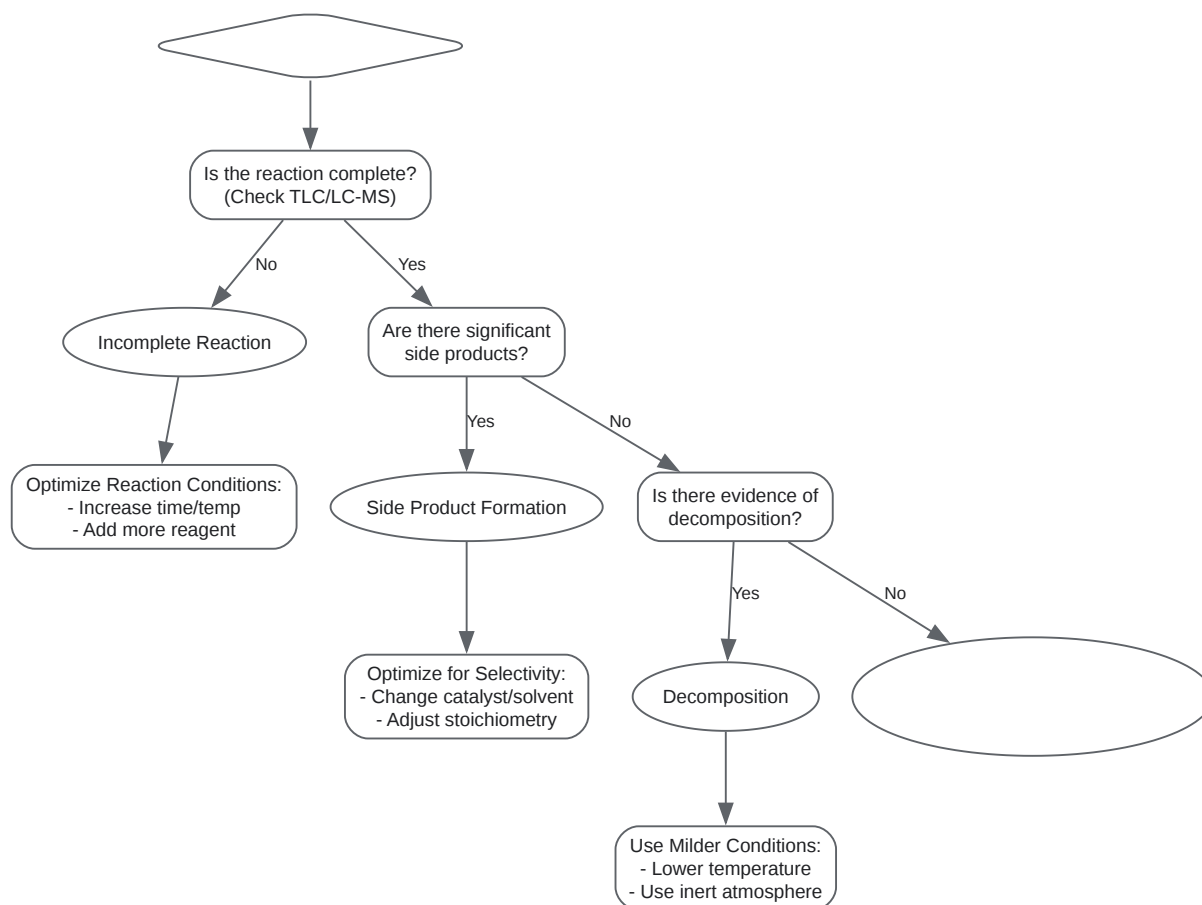 Is the reaction complete?
(Check TLC/LC-MS)
No
Yes
Incomplete Reaction
Are there significant
side products?
Yes
No
Optimize Reaction Conditions:
- Increase time/temp
- Add more reagent
Side Product Formation
Is there evidence of
decomposition?
Yes
No
Optimize for Selectivity:
- Change catalyst/solvent
- Adjust stoichiometry
Decomposition
Use Milder Conditions:
- Lower temperature
- Use inert atmosphere